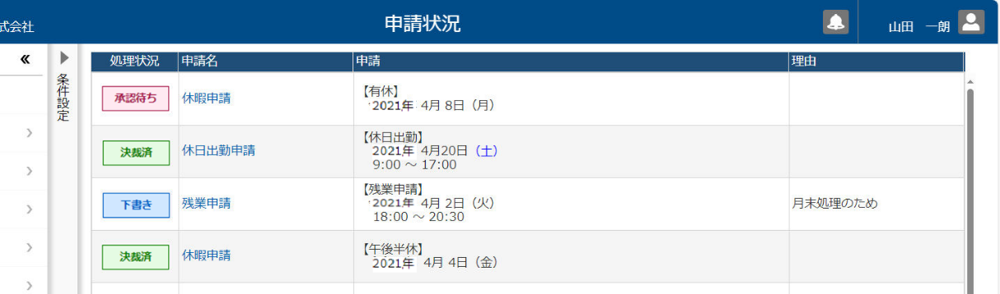 式会社
申請状況
山田 一朗
«
条件設定
処理状況 申請名 申請 理由
承認待ち 休暇申請 【有休】
2021年 4月 8日（月）
決裁済 休日出勤申請 【休日出勤】
2021年 4月20日（土）
9:00 ～ 17:00
下書き 残業申請 【残業申請】
2021年 4月 2日（火） 月末処理のため
18:00 ～ 20:30
決裁済 休暇申請 【午後半休】
2021年 4月 4日（金）